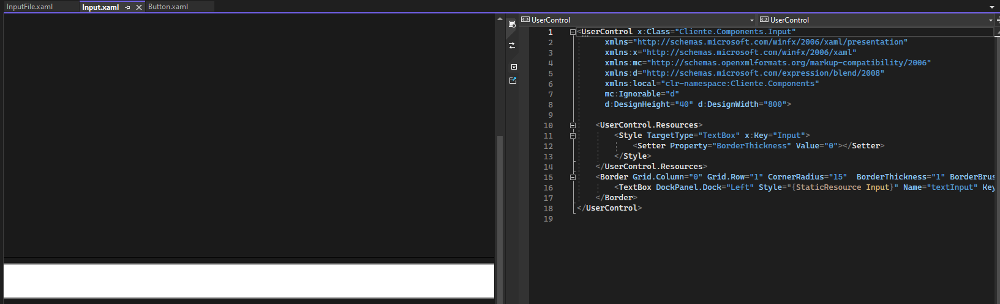 InputFile.xaml Input.xaml Button.xaml
UserControl UserControl
1 <UserControl x:Class="Cliente.Components.Input"
2 xmlns="http://schemas.microsoft.com/winfx/2006/xaml/presentation"
3 xmlns:x="http://schemas.microsoft.com/winfx/2006/xaml"
4 xmlns:mc="http://schemas.openxmlformats.org/markup-compatibility/2006"
5 xmlns:d="http://schemas.microsoft.com/expression/blend/2008"
6 xmlns:local="clr-namespace:Cliente.Components"
7 mc:Ignorable="d"
8 d:DesignHeight="40" d:DesignWidth="800">
9
10 <UserControl.Resources>
11 <Style TargetType="TextBox" x:Key="Input">
12 <Setter Property="BorderThickness" Value="0"></Setter>
13 </Style>
14 </UserControl.Resources>
15 <Border Grid.Column="0" Grid.Row="1" CornerRadius="15"  BorderThickness="1" BorderBrus
16 <TextBox DockPanel.Dock="Left" Style="{StaticResource Input}" Name="textInput" Key
17 </Border>
18 </UserControl>
19